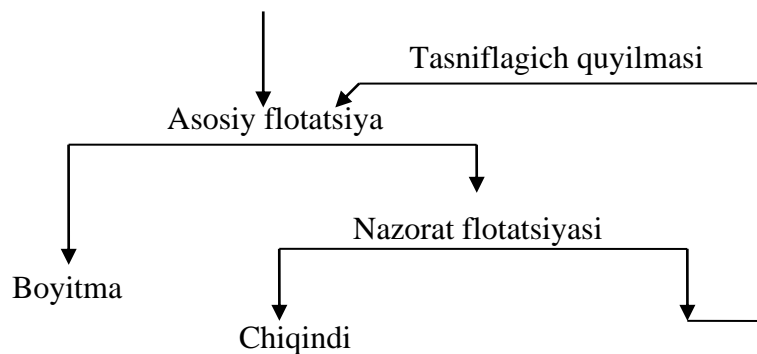 Tasniflagich quyilmasi
Asosiy flotatsiya
Nazorat flotatsiyasi
Boyitma
Chiqindi